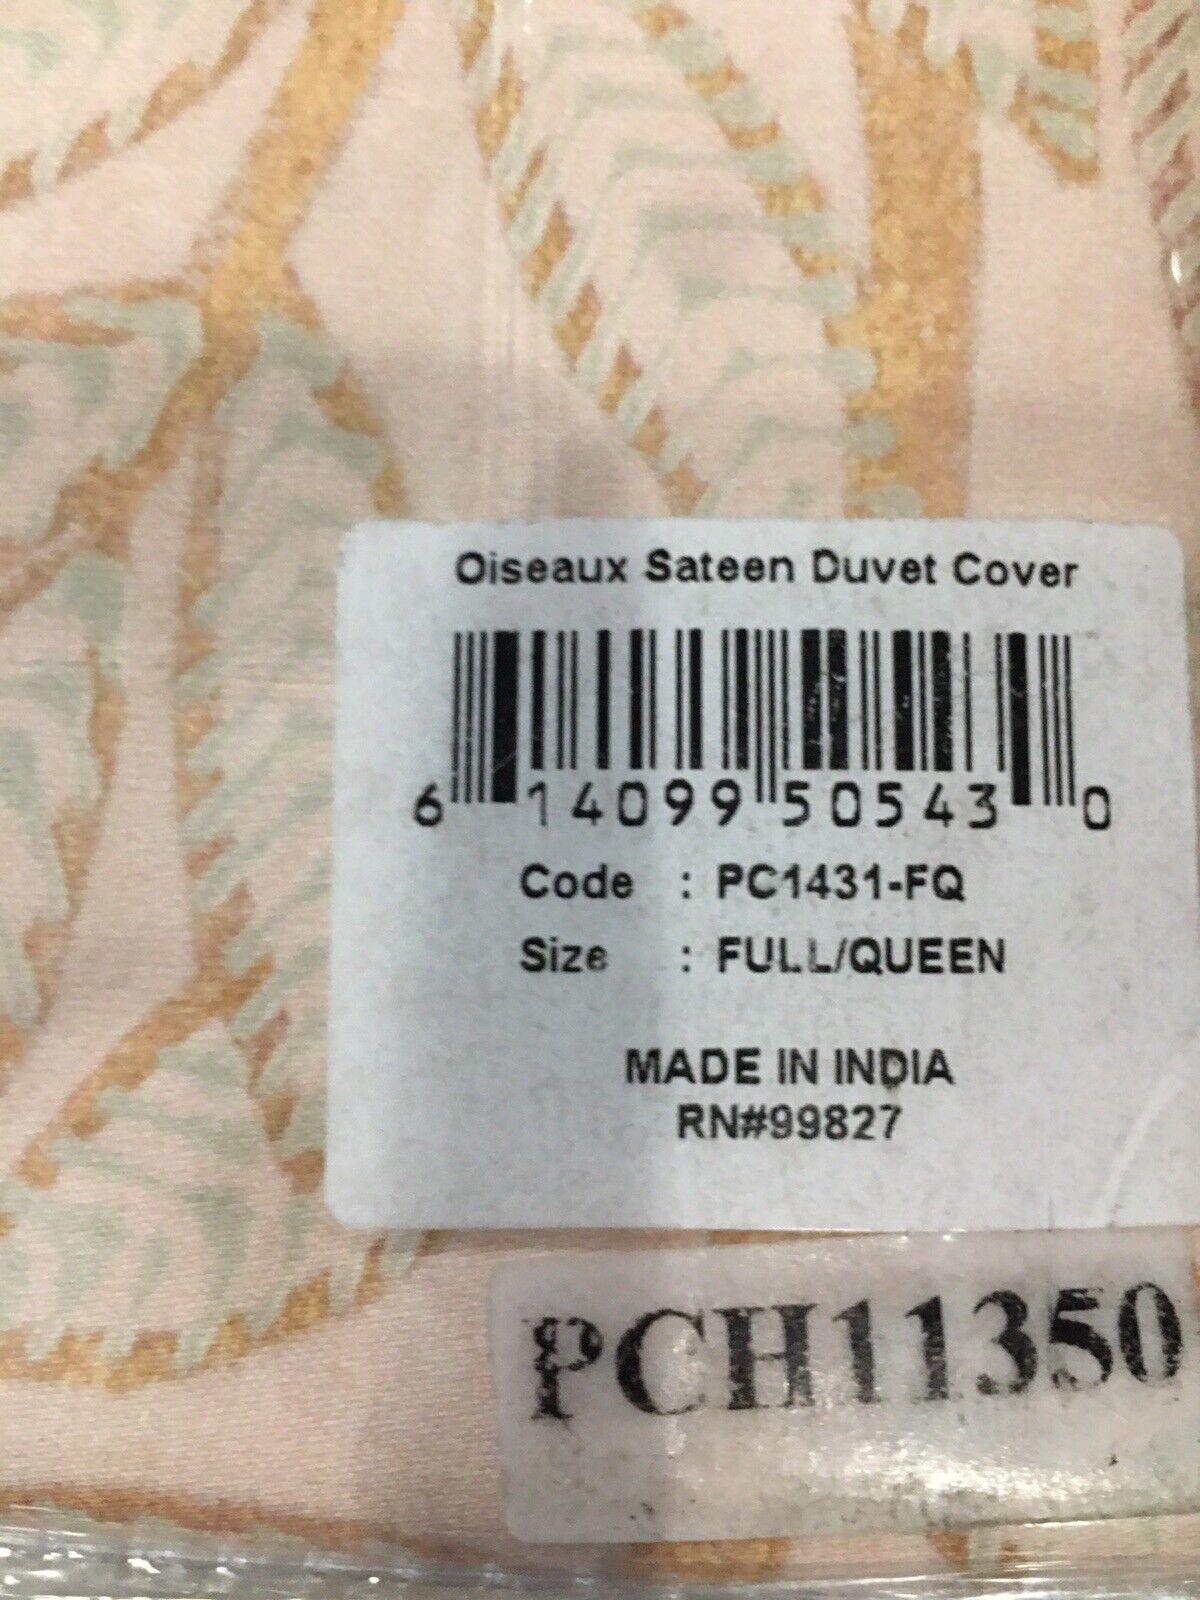 Oiseaux Sateen Duvet Cover
6 14099 50543 0
Code : PC1431-FQ
Size : FULL/QUEEN
MADE IN INDIA
RN#99827
PCH11350